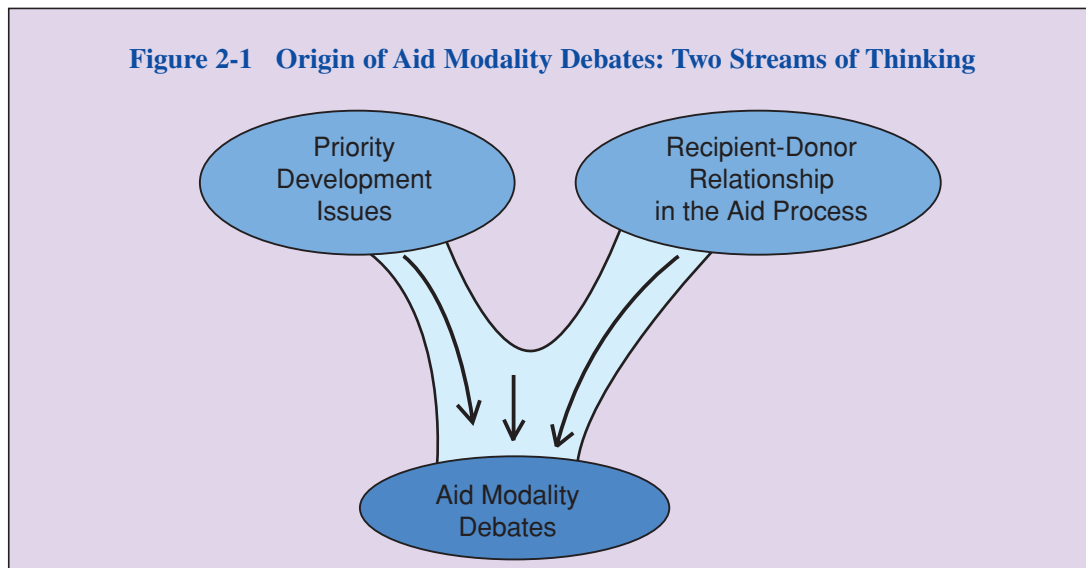 Figure 2-1 Origin of Aid Modality Debates: Two Streams of Thinking
Priority
Development
Issues
Recipient-Donor
Relationship
in the Aid Process
Aid Modality
Debates